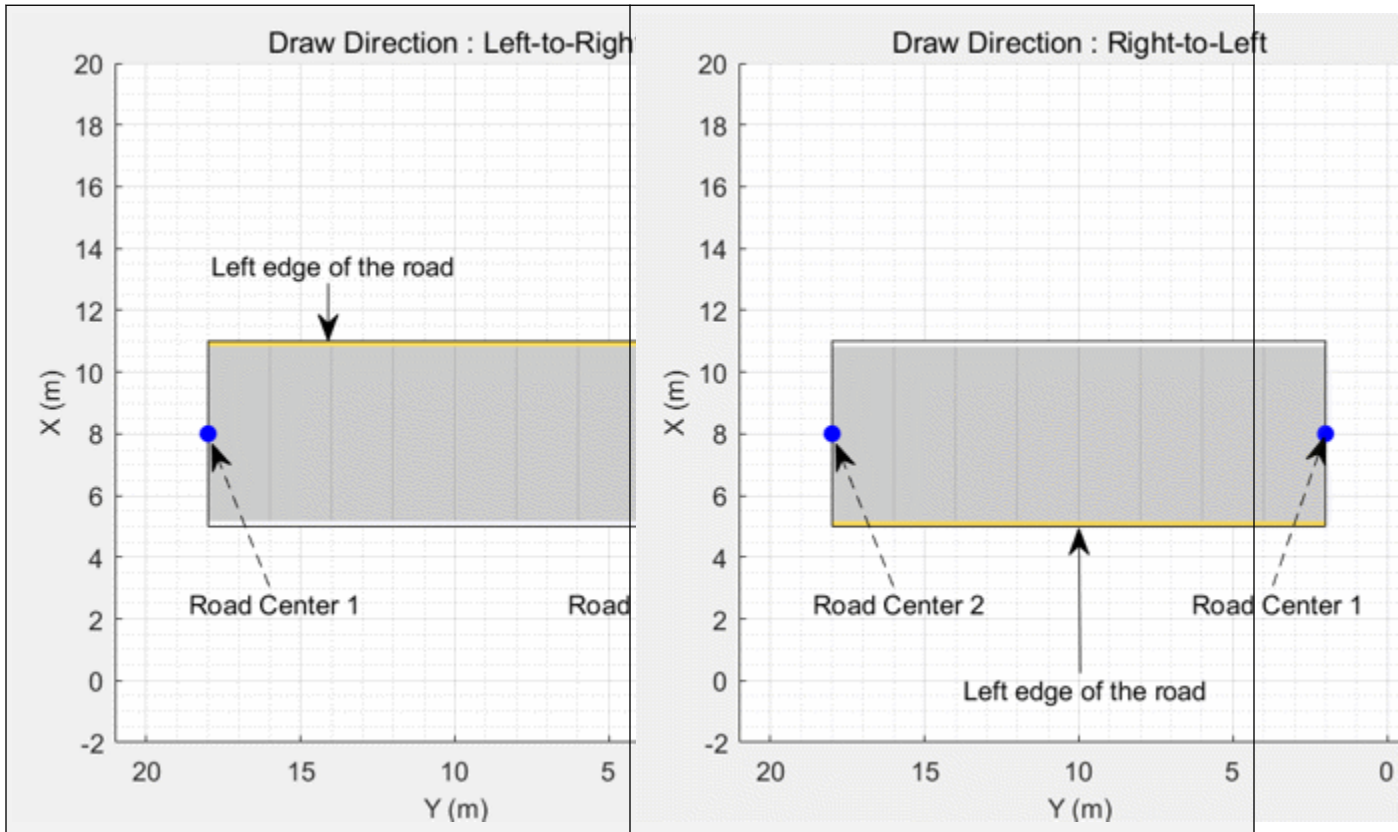 Draw Direction : Left-to-Righ
20
18
16
14
12
10
8
6
4
2
0
-2
X (m)
Left edge of the road
Road Center 1
Road
20
15
10
5
Y (m)
Draw Direction : Right-to-Left
20
18
16
14
12
10
8
6
4
2
0
-2
X (m)
Road Center 2
Road Center 1
Left edge of the road
20
15
10
5
0
Y (m)